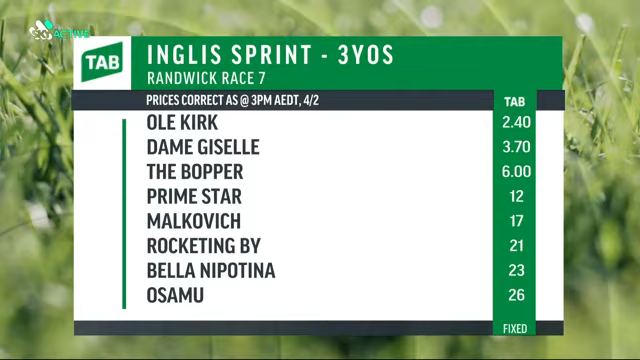 ACTIVE
TAB
INGLIS SPRINT - 3YOS
RANDWICK RACE 7
PRICES CORRECT AS @ 3PM AEDT, 4/2 TAB
OLE KIRK 2.40
DAME GISELLE 3.70
THE BOPPER 6.00
PRIME STAR 12
MALKOVICH 17
ROCKETING BY 21
BELLA NIPOTINA 23
OSAMU 26
FIXED